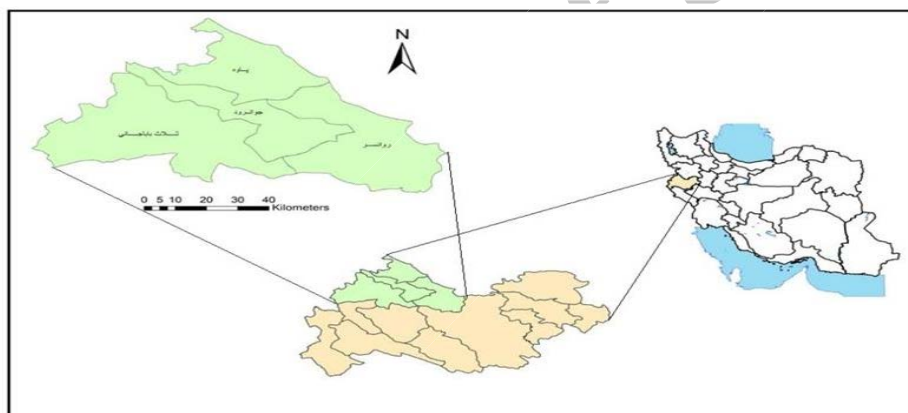 N
پاوه
جوانرود
ثلاث باباجانی
روانسر
0 5 10 20 30 40
Kilometers